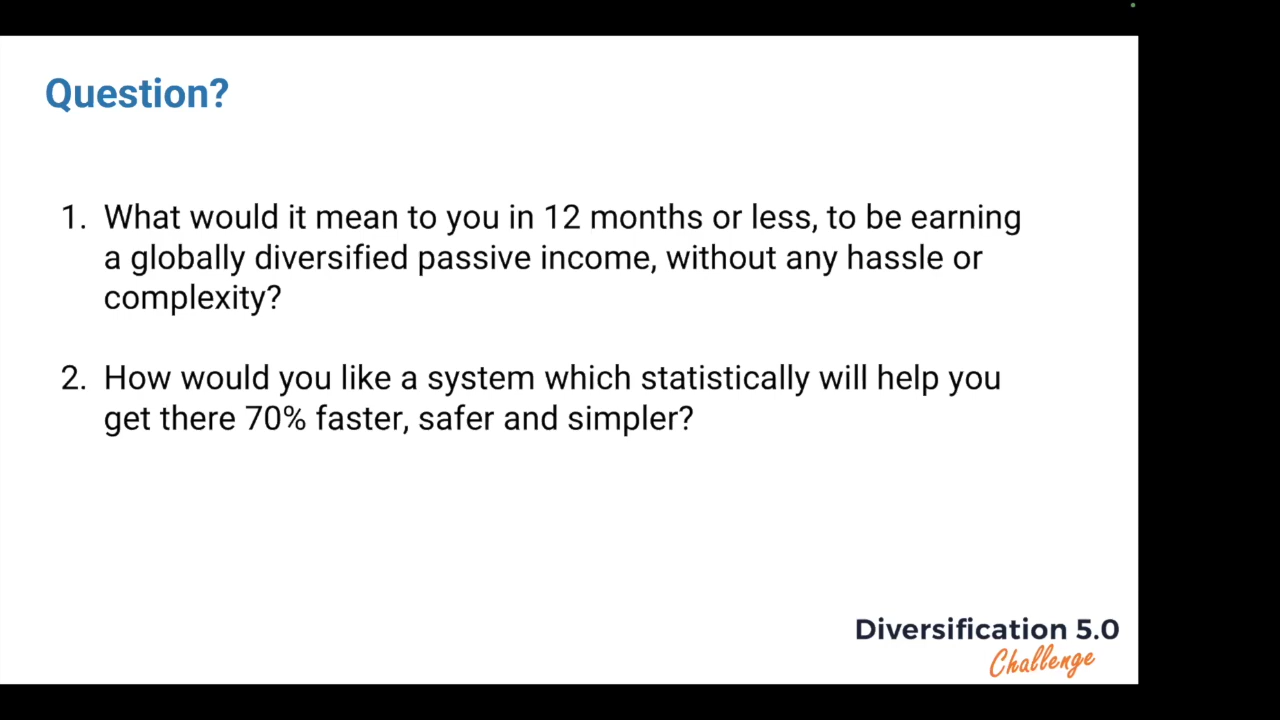 Question?
1. What would it mean to you in 12 months or less, to be earning
a globally diversified passive income, without any hassle or
complexity?
2. How would you like a system which statistically will help you
get there 70% faster, safer and simpler?
Diversification 5.0
Challenge